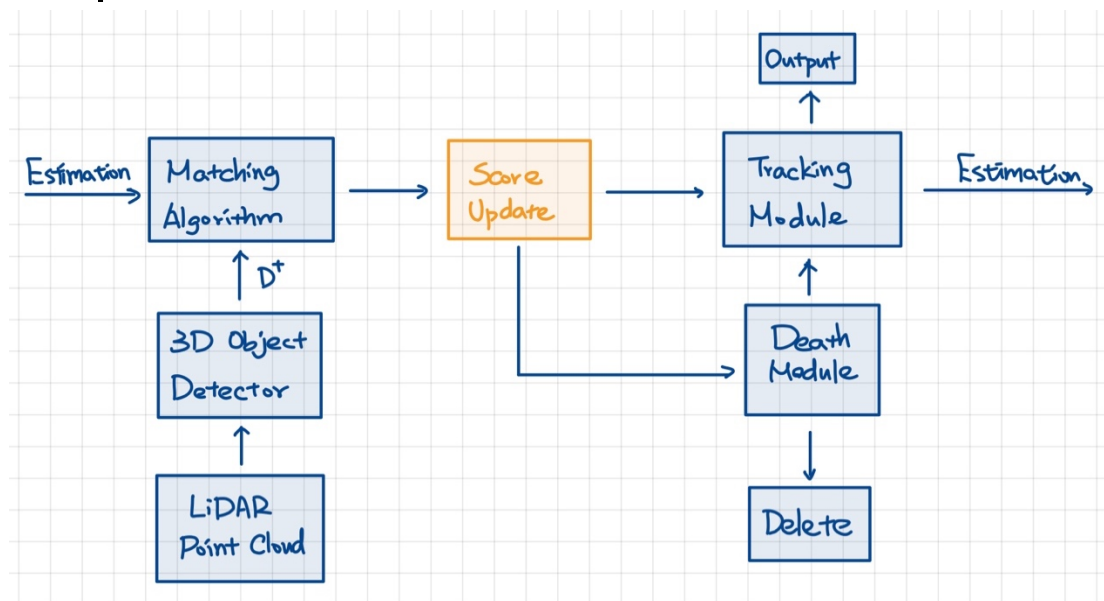 Output
Estimation
Matching
Algorithm
Score
Update
Tracking
Module
Estimation
D+
3D Object
Detector
Death
Module
LiDAR
Point Cloud
Delete